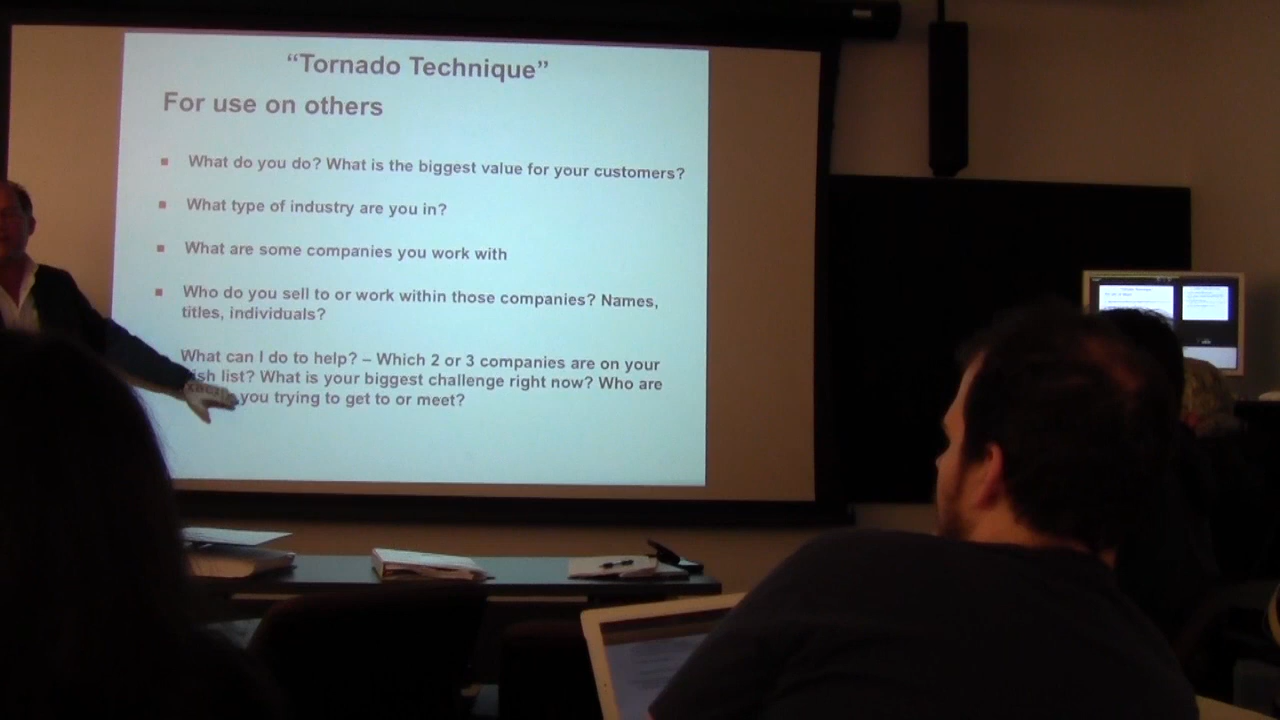 “Tornado Technique”
For use on others
What do you do? What is the biggest value for your customers?
What type of industry are you in?
What are some companies you work with
Who do you sell to or work within those companies? Names,
titles, individuals?
What can I do to help? – Which 2 or 3 companies are on your
list? What is your biggest challenge right now? Who are
you trying to get to or meet?